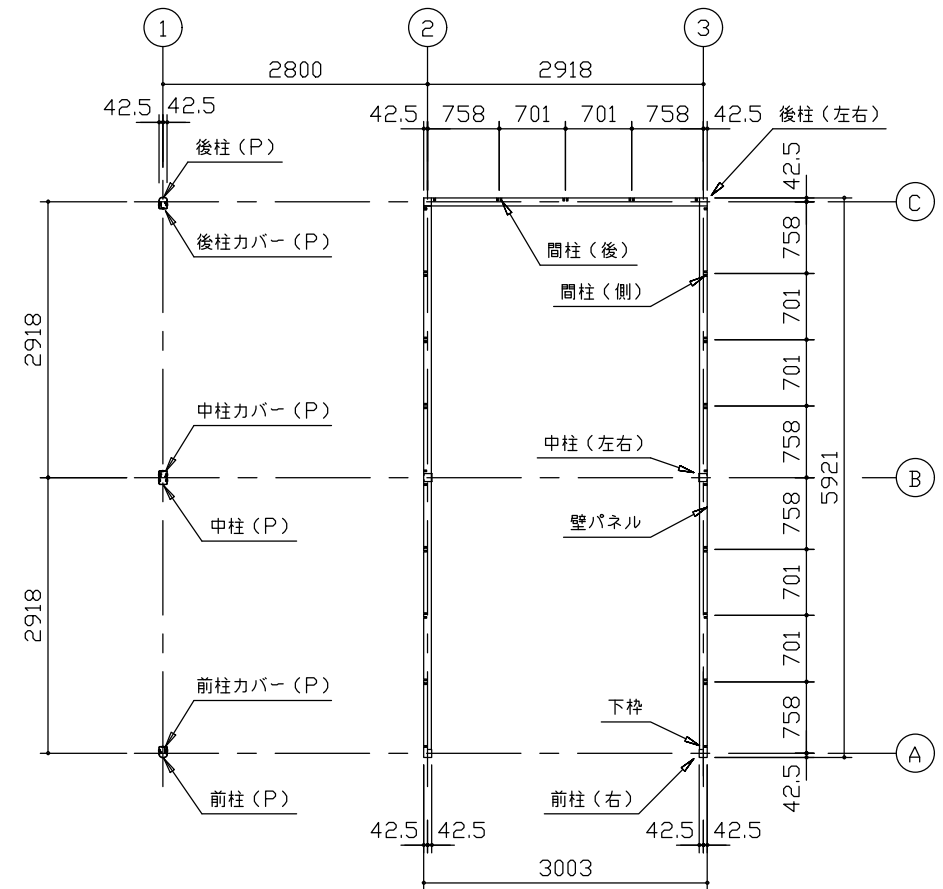 1
2
3
2800
2918
42.5
42.5
42.5
758
701
701
758
42.5
後柱（左右）
後柱（P）
42.5
C
後柱カバー（P）
間柱（後）
758
間柱（側）
701
2918
701
中柱カバー（P）
中柱（左右）
758
5921
B
中柱（P）
壁パネル
758
701
2918
701
前柱カバー（P）
下枠
758
A
前柱（P）
前柱（右）
42.5
42.5
42.5
42.5
42.5
3003